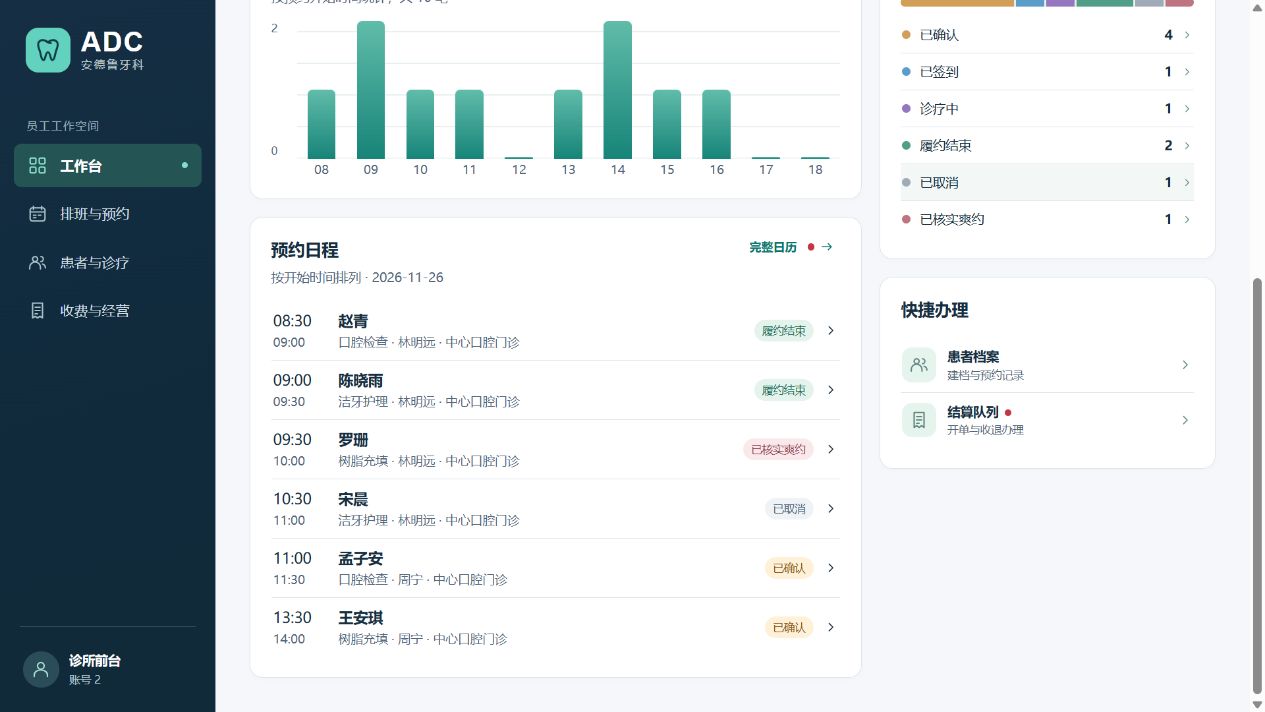 ADC
安德鲁牙科
员工工作空间
工作台
排班与预约
患者与诊疗
收费与经营
诊所前台
账号 2
2
0
08 09 10 11 12 13 14 15 16 17 18
预约日程
完整日历
按开始时间排列 · 2026-11-26
08:30 赵青
09:00 口腔检查 · 林明远 · 中心口腔门诊
履约结束
09:00 陈晓雨
09:30 洁牙护理 · 林明远 · 中心口腔门诊
履约结束
09:30 罗珊
10:00 树脂充填 · 林明远 · 中心口腔门诊
已核实爽约
10:30 宋晨
11:00 洁牙护理 · 林明远 · 中心口腔门诊
已取消
11:00 孟子安
11:30 口腔检查 · 周宁 · 中心口腔门诊
已确认
13:30 王安琪
14:00 树脂充填 · 周宁 · 中心口腔门诊
已确认
已确认 4
已签到 1
诊疗中 1
履约结束 2
已取消 1
已核实爽约 1
快捷办理
患者档案
建档与预约记录
结算队列
开单与收退办理